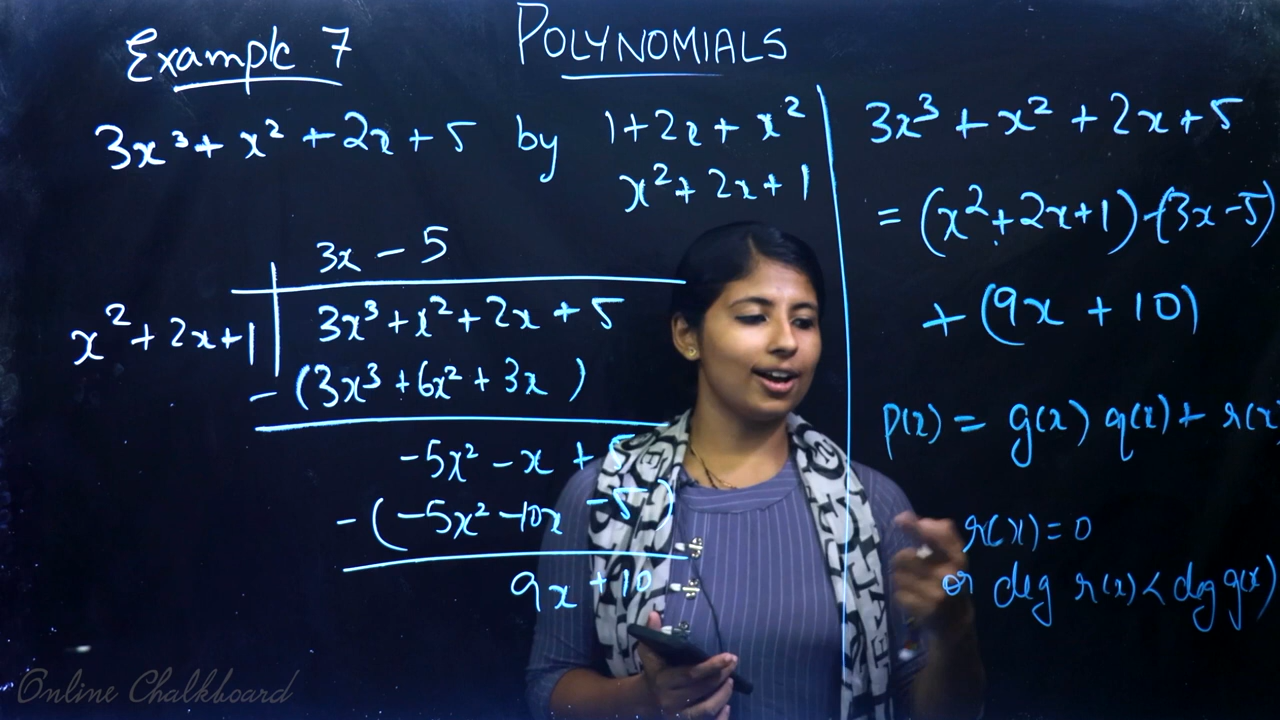 Example 7
POLYNOMIALS
3x³ + x² + 2x + 5 by 1 + 2x + x²
x² + 2x + 1
3x - 5
x² + 2x + 1 | 3x³ + x² + 2x + 5
- (3x³ + 6x² + 3x )
-5x² - x + 5
- (-5x² - 10x - 5)
9x + 10
3x³ + x² + 2x + 5
= (x² + 2x + 1) (3x - 5)
+ (9x + 10)
p(x) = g(x) q(x) + r(x
r(x) = 0
or deg r(x) < deg g(x)
Online Chalkboard